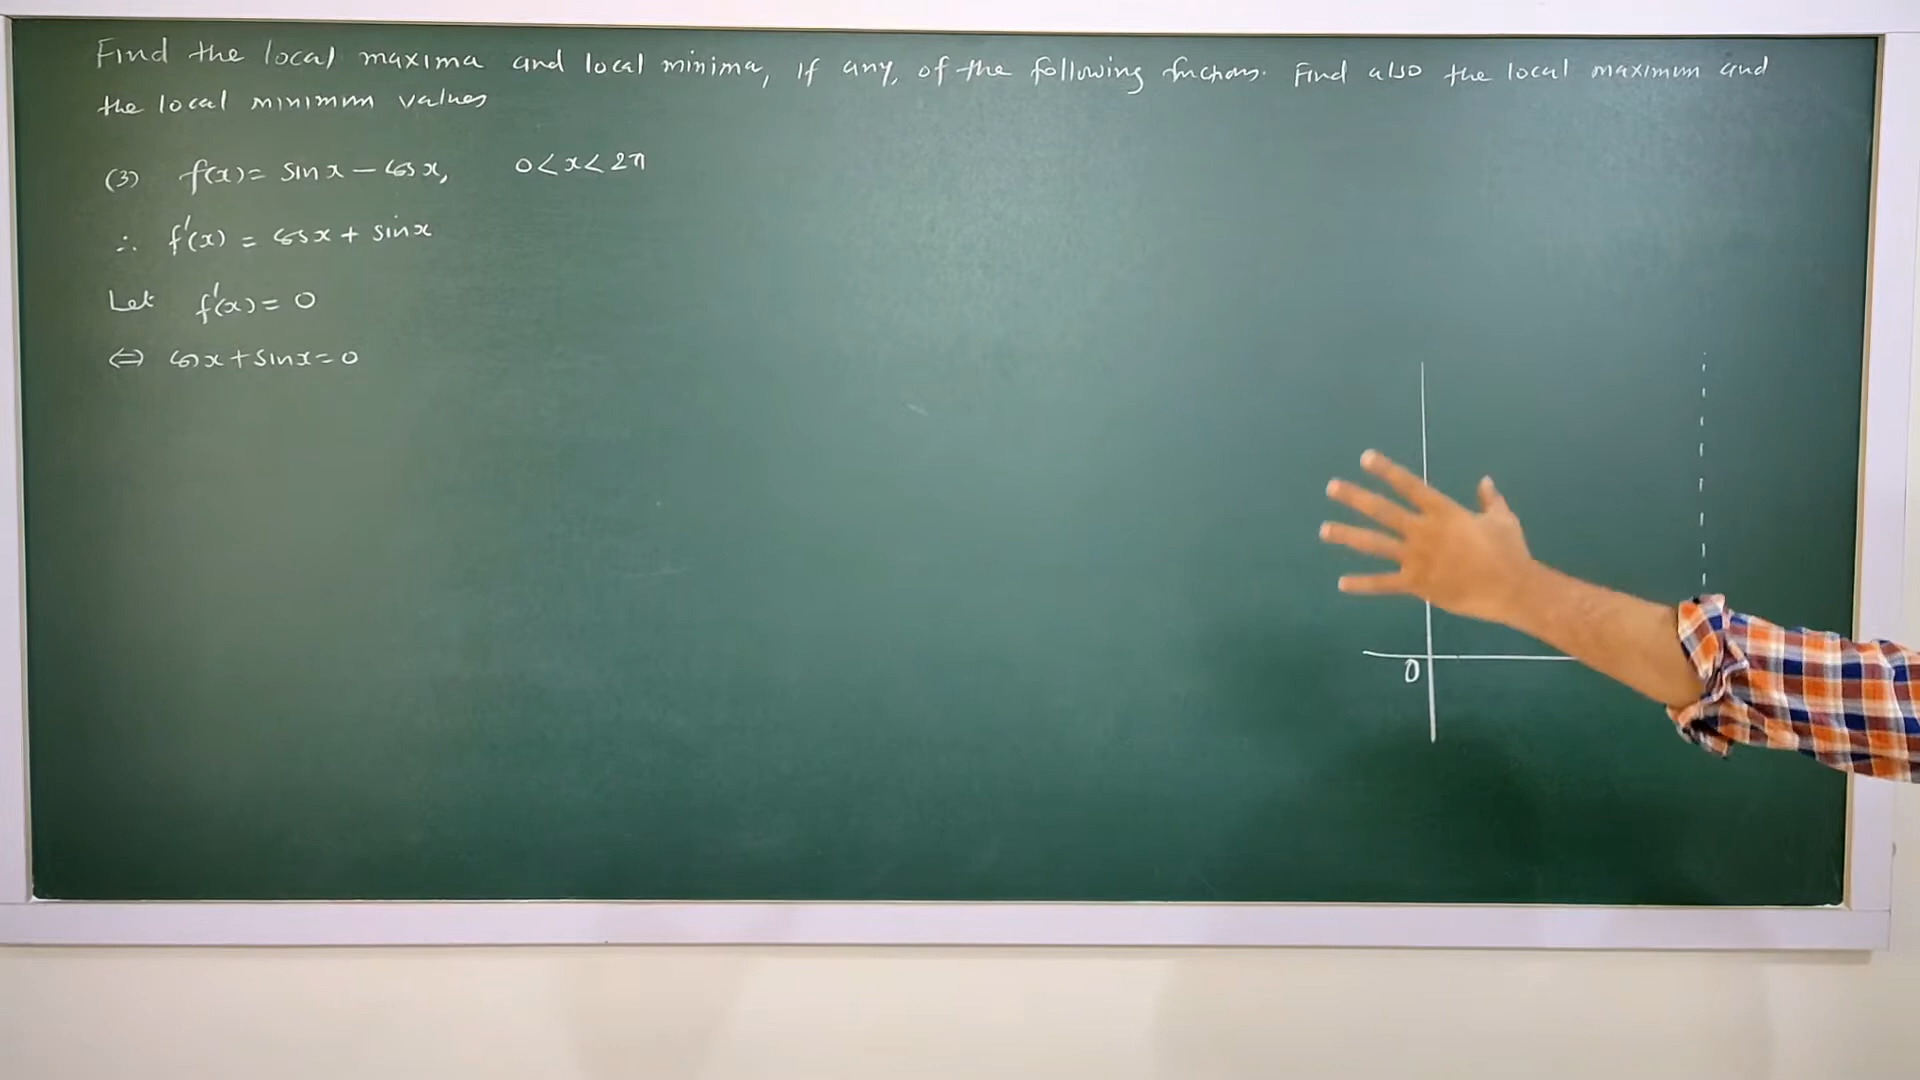 Find the local maxima and local minima, if any, of the following functions. Find also the local maximum and
the local minimum values
(3) f(x) = sin x − cos x, 0 < x < 2π
∴ f'(x) = cos x + sin x
Let f'(x) = 0
⇔ cos x + sin x = 0
0